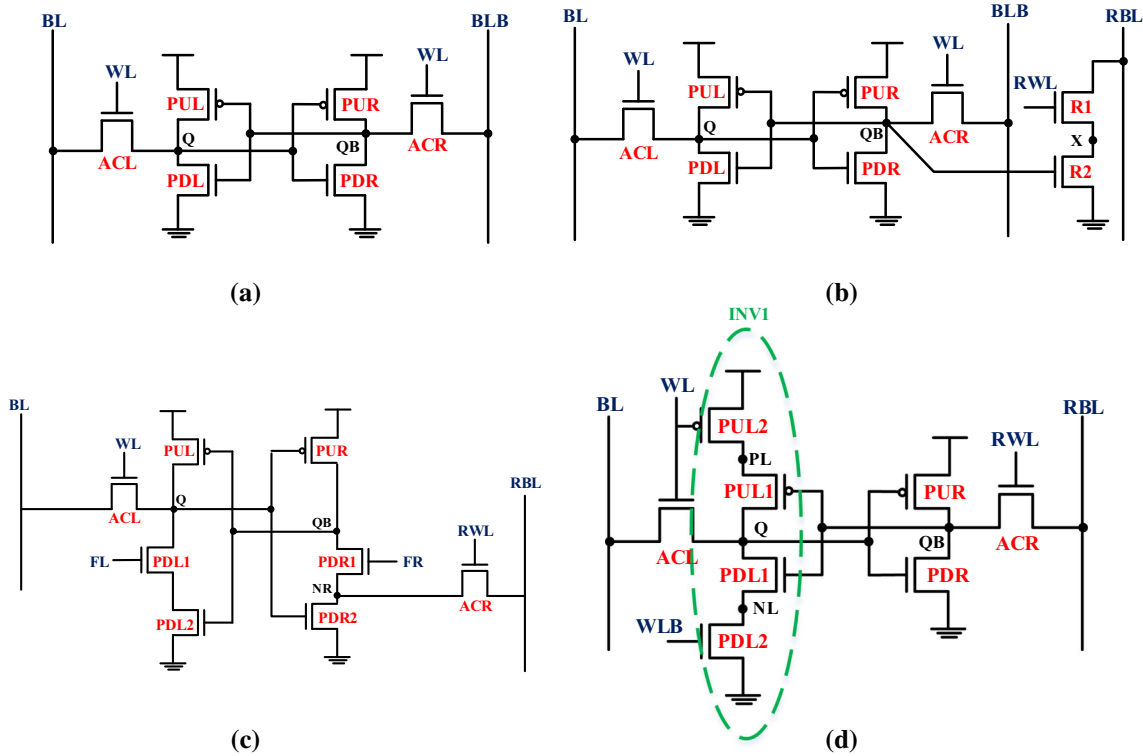 BL
BLB
WL
WL
PUL
PUR
Q
QB
ACL
ACR
PDL
PDR
(a)
BL
BLB
RBL
WL
WL
RWL
PUL
PUR
R1
Q
QB
X
ACL
ACR
PDL
PDR
R2
(b)
BL
WL
PUL
PUR
RBL
Q
ACL
QB
RWL
FL
PDL1
PDR1
FR
NR
ACR
PDL2
PDR2
(c)
INV1
BL
WL
RBL
PUL2
RWL
PL
PUL1
PUR
Q
QB
ACL
ACR
PDL1
PDR
NL
WLB
PDL2
(d)